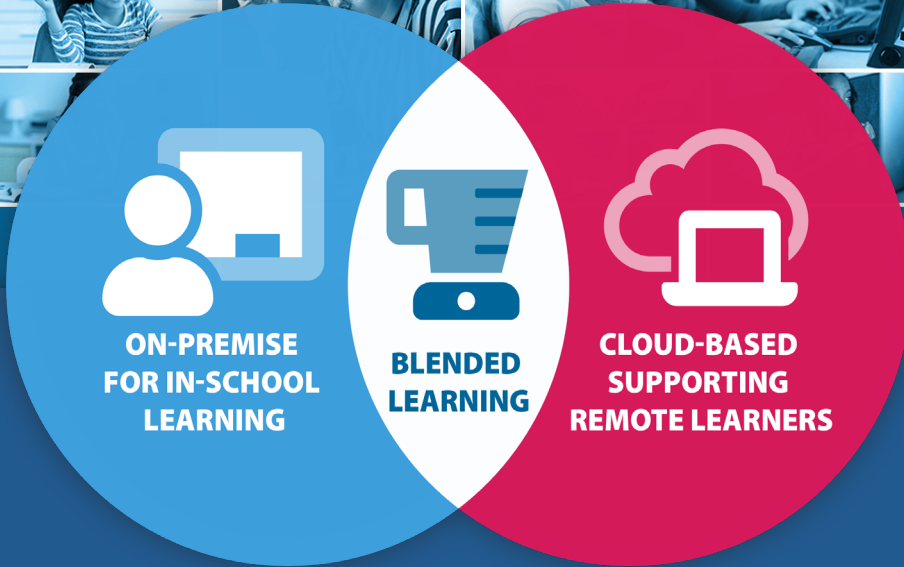 ON-PREMISE
FOR IN-SCHOOL
LEARNING
BLENDED
LEARNING
CLOUD-BASED
SUPPORTING
REMOTE LEARNERS